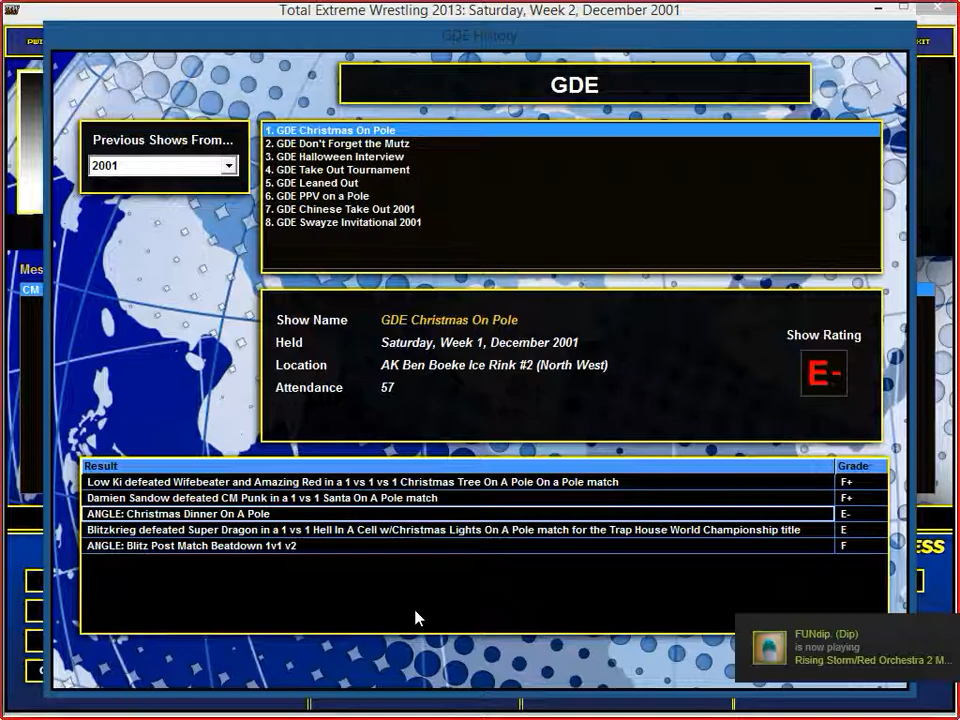 Total Extreme Wrestling 2013: Saturday, Week 2, December 2001
GDE History
GDE
Previous Shows From...
2001
1. GDE Christmas On Pole
2. GDE Don't Forget the Mutz
3. GDE Halloween Interview
4. GDE Take Out Tournament
5. GDE Leaned Out
6. GDE PPV on a Pole
7. GDE Chinese Take Out 2001
8. GDE Swayze Invitational 2001
Mes
CM
Show Name GDE Christmas On Pole
Held Saturday, Week 1, December 2001
Location AK Ben Boeke Ice Rink #2 (North West)
Attendance 57
Show Rating
E-
Result Grade
Low Ki defeated Wifebeater and Amazing Red in a 1 vs 1 vs 1 Christmas Tree On A Pole On a Pole match F+
Damien Sandow defeated CM Punk in a 1 vs 1 Santa On A Pole match F+
ANGLE: Christmas Dinner On A Pole E-
Blitzkrieg defeated Super Dragon in a 1 vs 1 Hell In A Cell w/Christmas Lights On A Pole match for the Trap House World Championship title E
ANGLE: Blitz Post Match Beatdown 1v1 v2 F
ESS
FUNdip. (Dip)
is now playing
Rising Storm/Red Orchestra 2 M...